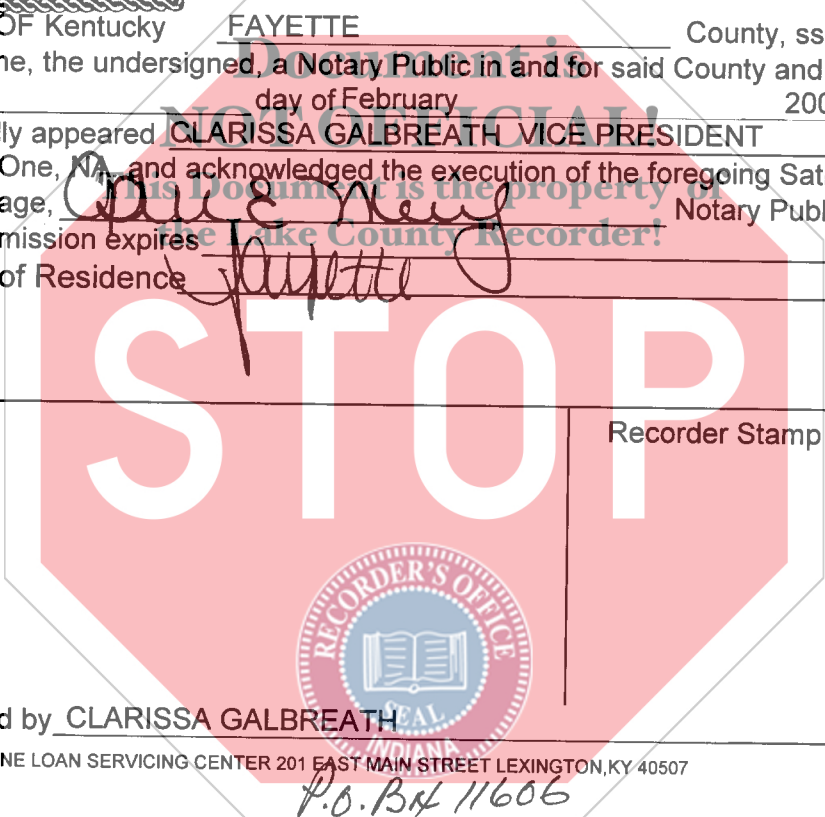 OF Kentucky FAYETTE County, ss
ne, the undersigned, a Notary Public in and for said County and
day of February 200
lly appeared CLARISSA GALBREATH VICE PRESIDENT
One, NA and acknowledged the execution of the foregoing Sat
age, Notary Publ
mission expires
of Residence Fayette
Document is
NOT OFFICIAL!
This Document is the property of
the Lake County Recorder!
STOP
Recorder Stamp
RECORDER'S OFFICE
SEAL
INDIANA
d by CLARISSA GALBREATH
NE LOAN SERVICING CENTER 201 EAST MAIN STREET LEXINGTON,KY 40507
P.O. Box 11606